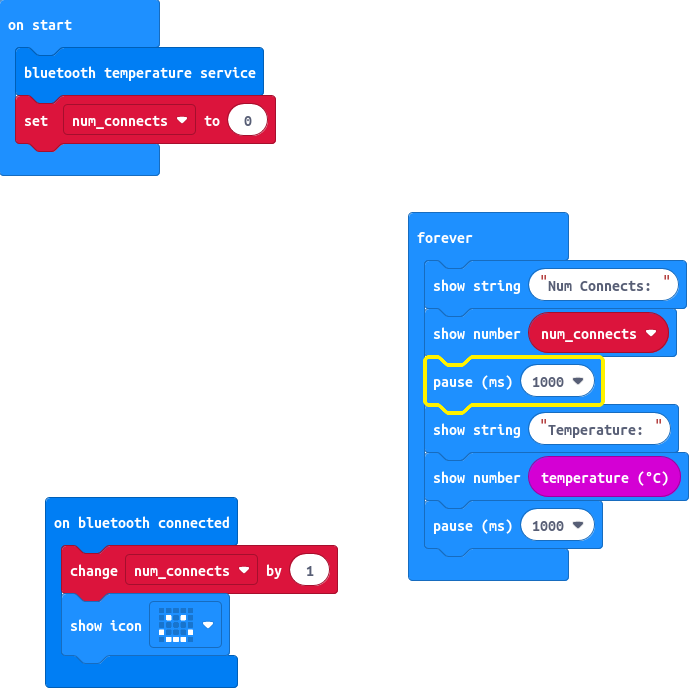 on start
bluetooth temperature service
set num_connects to 0
forever
show string "Num Connects: "
show number num_connects
pause (ms) 1000
show string "Temperature: "
show number temperature (°C)
pause (ms) 1000
on bluetooth connected
change num_connects by 1
show icon